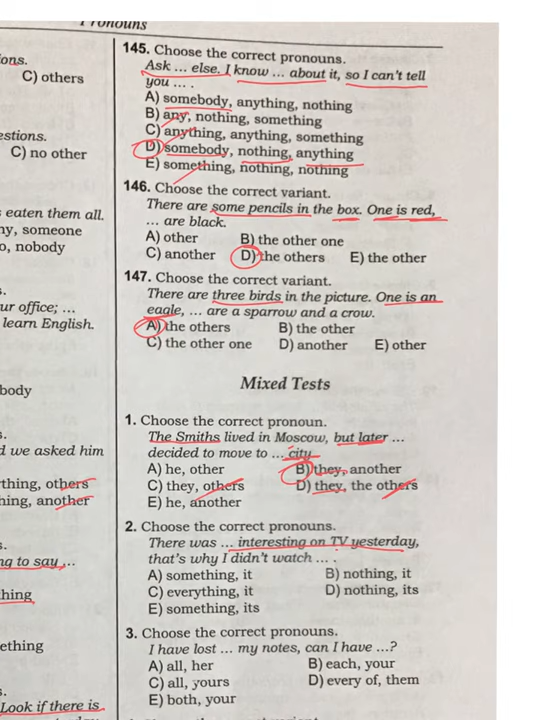 Pronouns
ons.
C) others
estions.
C) no other
s eaten them all.
ny, someone
o, nobody
s.
ur office; ...
learn English.
body
s.
d we asked him
thing, others
hing, another
s.
ng to say ...
thing
ething
s.
Look if there is
145. Choose the correct pronouns.
Ask ... else. I know ... about it, so I can't tell
you ... .
A) somebody, anything, nothing
B) any, nothing, something
C) anything, anything, something
D) somebody, nothing, anything
E) something, nothing, nothing
146. Choose the correct variant.
There are some pencils in the box. One is red,
... are black.
A) other B) the other one
C) another D) the others E) the other
147. Choose the correct variant.
There are three birds in the picture. One is an
eagle, ... are a sparrow and a crow.
A) the others B) the other
C) the other one D) another E) other
Mixed Tests
1. Choose the correct pronoun.
The Smiths lived in Moscow, but later ...
decided to move to ... city.
A) he, other B) they, another
C) they, others D) they, the others
E) he, another
2. Choose the correct pronouns.
There was ... interesting on TV yesterday,
that's why I didn't watch ... .
A) something, it B) nothing, it
C) everything, it D) nothing, its
E) something, its
3. Choose the correct pronouns.
I have lost ... my notes, can I have ...?
A) all, her B) each, your
C) all, yours D) every of, them
E) both, your